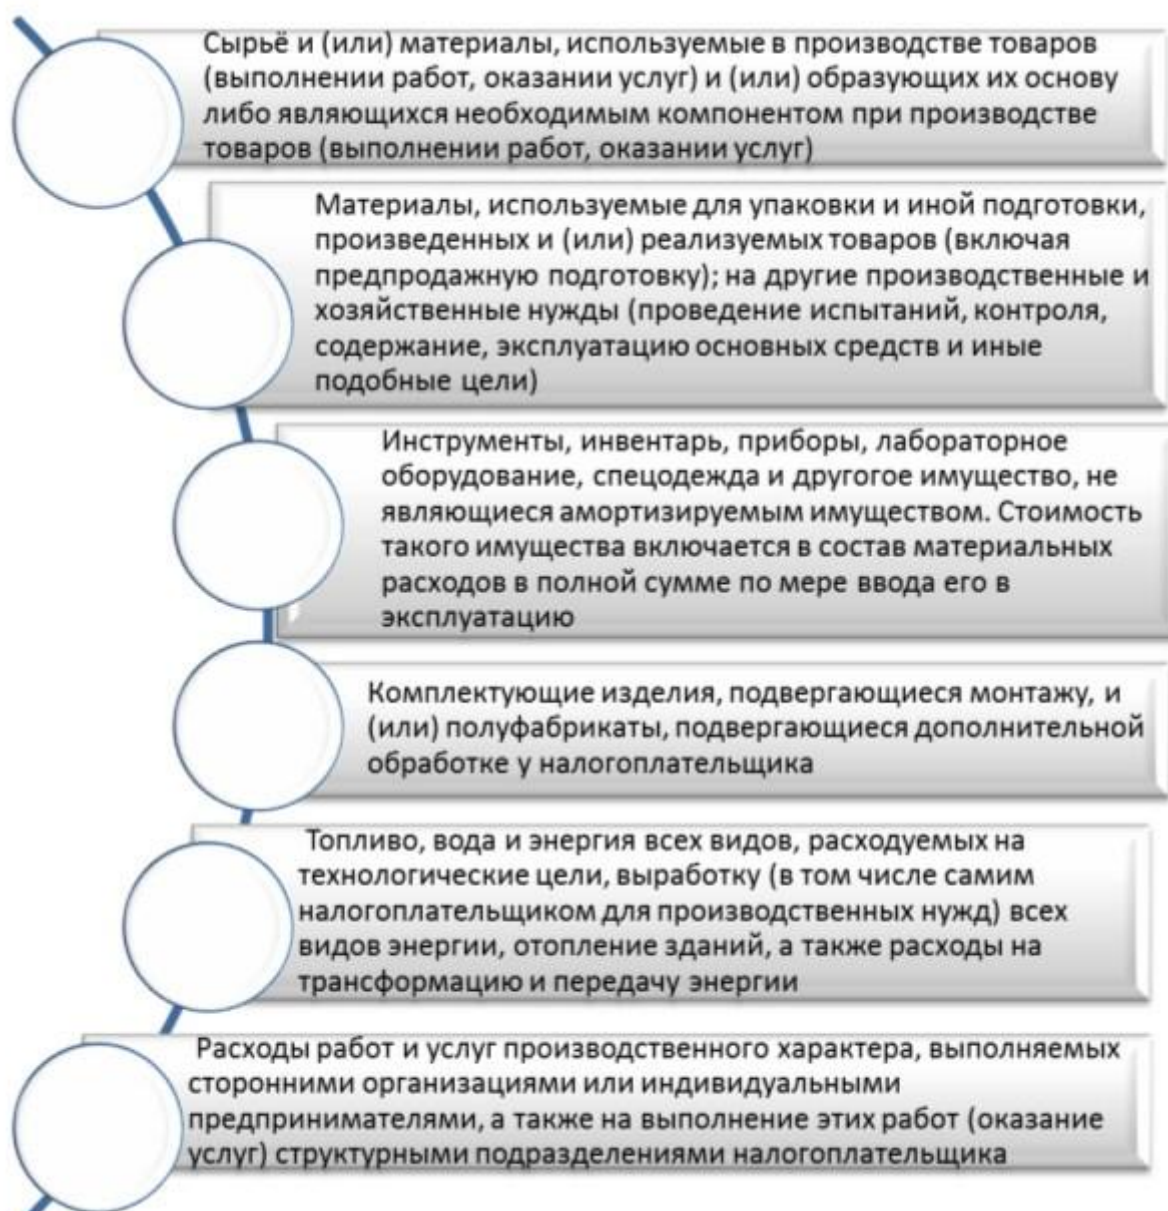 Сырьё и (или) материалы, используемые в производстве товаров
(выполнении работ, оказании услуг) и (или) образующих их основу
либо являющихся необходимым компонентом при производстве
товаров (выполнении работ, оказании услуг)
Материалы, используемые для упаковки и иной подготовки,
произведенных и (или) реализуемых товаров (включая
предпродажную подготовку); на другие производственные и
хозяйственные нужды (проведение испытаний, контроля,
содержание, эксплуатацию основных средств и иные
подобные цели)
Инструменты, инвентарь, приборы, лабораторное
оборудование, спецодежда и другогое имущество, не
являющиеся амортизируемым имуществом. Стоимость
такого имущества включается в состав материальных
расходов в полной сумме по мере ввода его в
эксплуатацию
Комплектующие изделия, подвергающиеся монтажу, и
(или) полуфабрикаты, подвергающиеся дополнительной
обработке у налогоплательщика
Топливо, вода и энергия всех видов, расходуемых на
технологические цели, выработку (в том числе самим
налогоплательщиком для производственных нужд) всех
видов энергии, отопление зданий, а также расходы на
трансформацию и передачу энергии
Расходы работ и услуг производственного характера, выполняемых
сторонними организациями или индивидуальными
предпринимателями, а также на выполнение этих работ (оказание
услуг) структурными подразделениями налогоплательщика